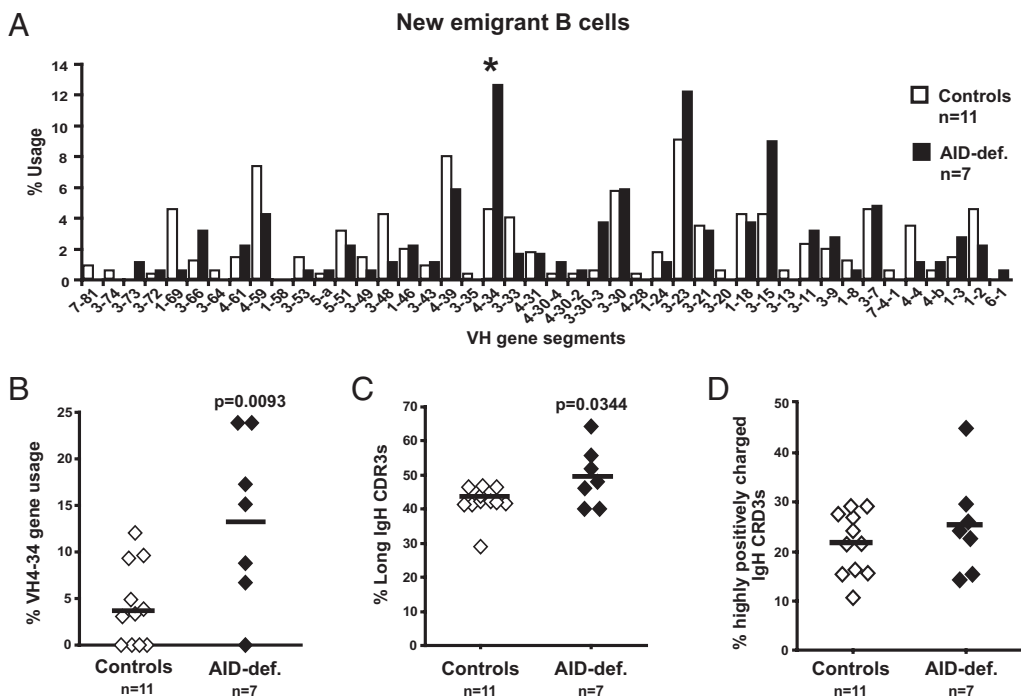 A
New emigrant B cells
*
14
12
10
8
6
4
2
0
% Usage
Controls
n=11
AID-def.
n=7
7-81 3-74 3-73 3-72 1-69 3-66 3-64 4-61 4-59 1-58 3-53 5-a 5-51 3-49 3-48 1-46 3-43 4-39 3-35 4-34 3-33 4-31 4-30-4 4-30-2 3-30-3 3-30 4-28 1-24 3-23 3-21 3-20 1-18 3-15 3-13 3-11 3-9 1-8 3-7 7-4-1 4-4 4-b 1-3 1-2 6-1
VH gene segments
B
p=0.0093
25
20
15
10
5
0
% VH4-34 gene usage
Controls AID-def.
n=11 n=7
C
p=0.0344
70
60
50
40
30
20
10
0
% Long IgH CDR3s
Controls AID-def.
n=11 n=7
D
50
40
30
20
10
0
% highly positively charged
IgH CRD3s
Controls AID-def.
n=11 n=7